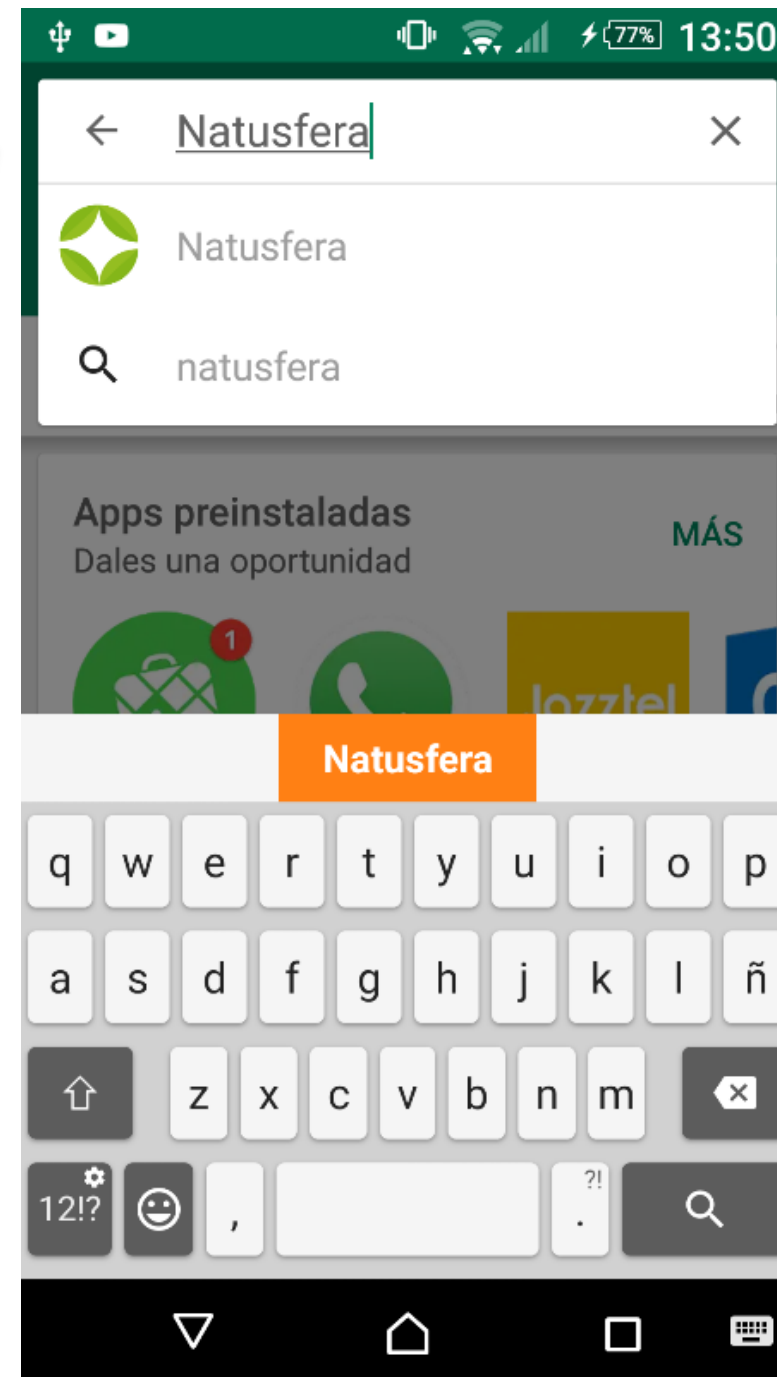 77% 13:50
Natusfera
Natusfera
natusfera
Apps preinstaladas
MÁS
Dales una oportunidad
1
Natusfera
q w e r t y u i o p
a s d f g h j k l ñ
z x c v b n m
12!? , ?! .